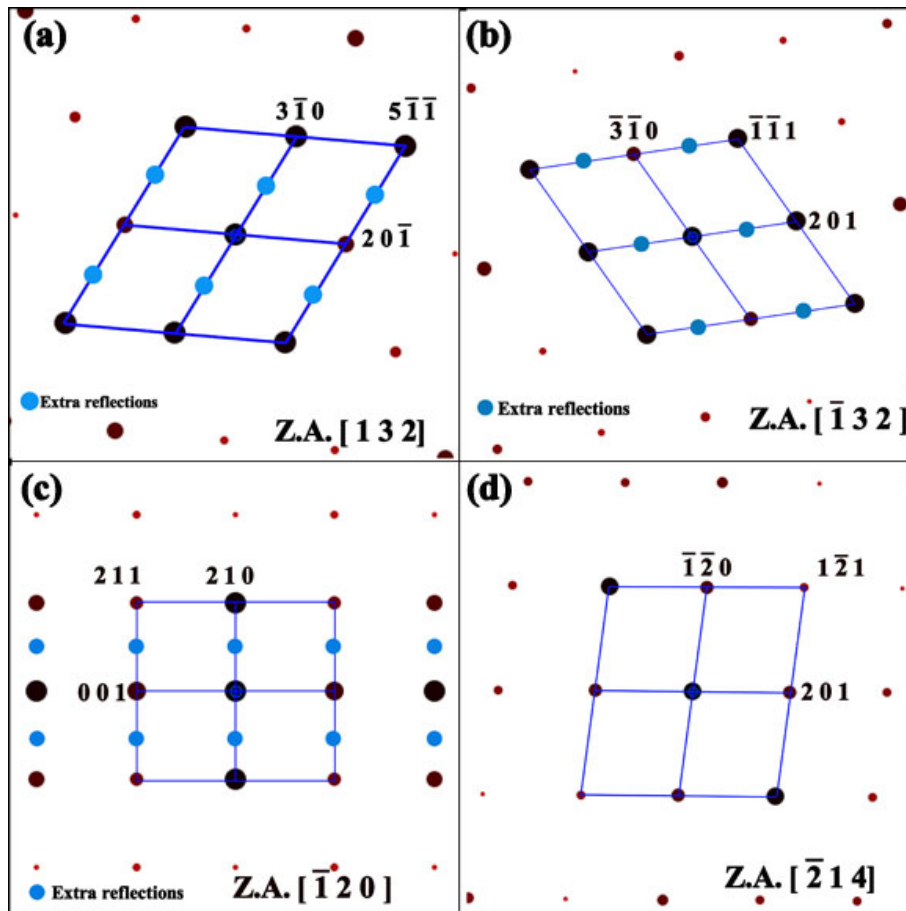 (a)
3 1̅ 0
5 1̅ 1̅
2 0 1̅
Extra reflections
Z.A. [ 1 3 2]
(b)
3̅ 1̅ 0
1̅ 1̅ 1
2 0 1
Extra reflections
Z.A. [ 1̅ 3 2 ]
(c)
2 1 1
2 1 0
0 0 1
Extra reflections
Z.A. [ 1̅ 2 0 ]
(d)
1̅ 2̅ 0
1 2̅ 1
2 0 1
Z.A. [ 2̅ 1 4 ]